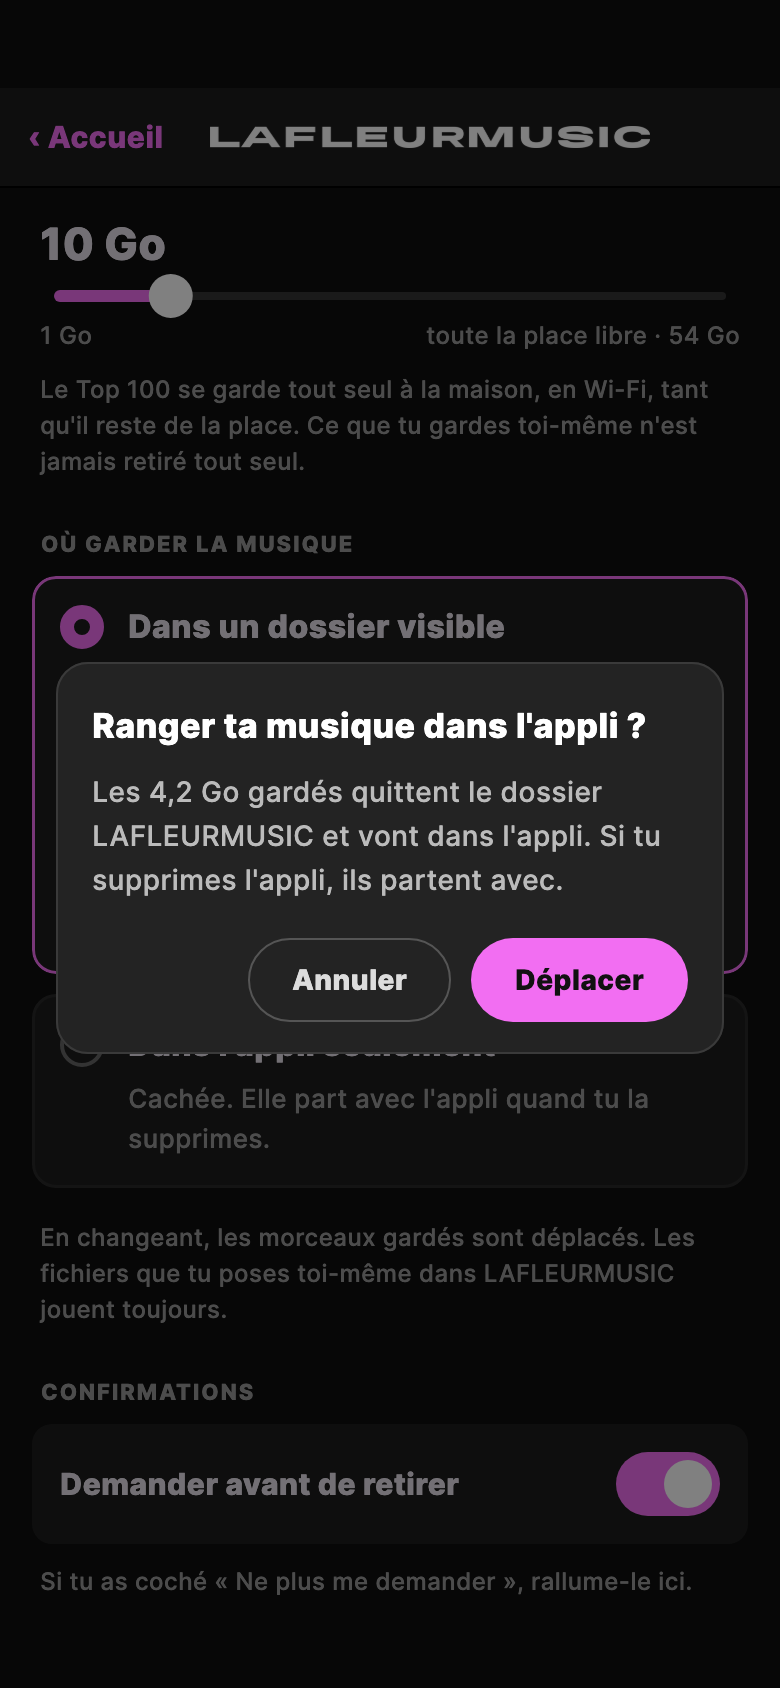 ‹ Accueil
LAFLEURMUSIC
10 Go
1 Go
toute la place libre · 54 Go
Le Top 100 se garde tout seul à la maison, en Wi-Fi, tant
qu'il reste de la place. Ce que tu gardes toi-même n'est
jamais retiré tout seul.
OÙ GARDER LA MUSIQUE
Dans un dossier visible
Ranger ta musique dans l'appli ?
Les 4,2 Go gardés quittent le dossier
LAFLEURMUSIC et vont dans l'appli. Si tu
supprimes l'appli, ils partent avec.
Annuler
Déplacer
Dans l'appli seulement
Cachée. Elle part avec l'appli quand tu la
supprimes.
En changeant, les morceaux gardés sont déplacés. Les
fichiers que tu poses toi-même dans LAFLEURMUSIC
jouent toujours.
CONFIRMATIONS
Demander avant de retirer
Si tu as coché « Ne plus me demander », rallume-le ici.